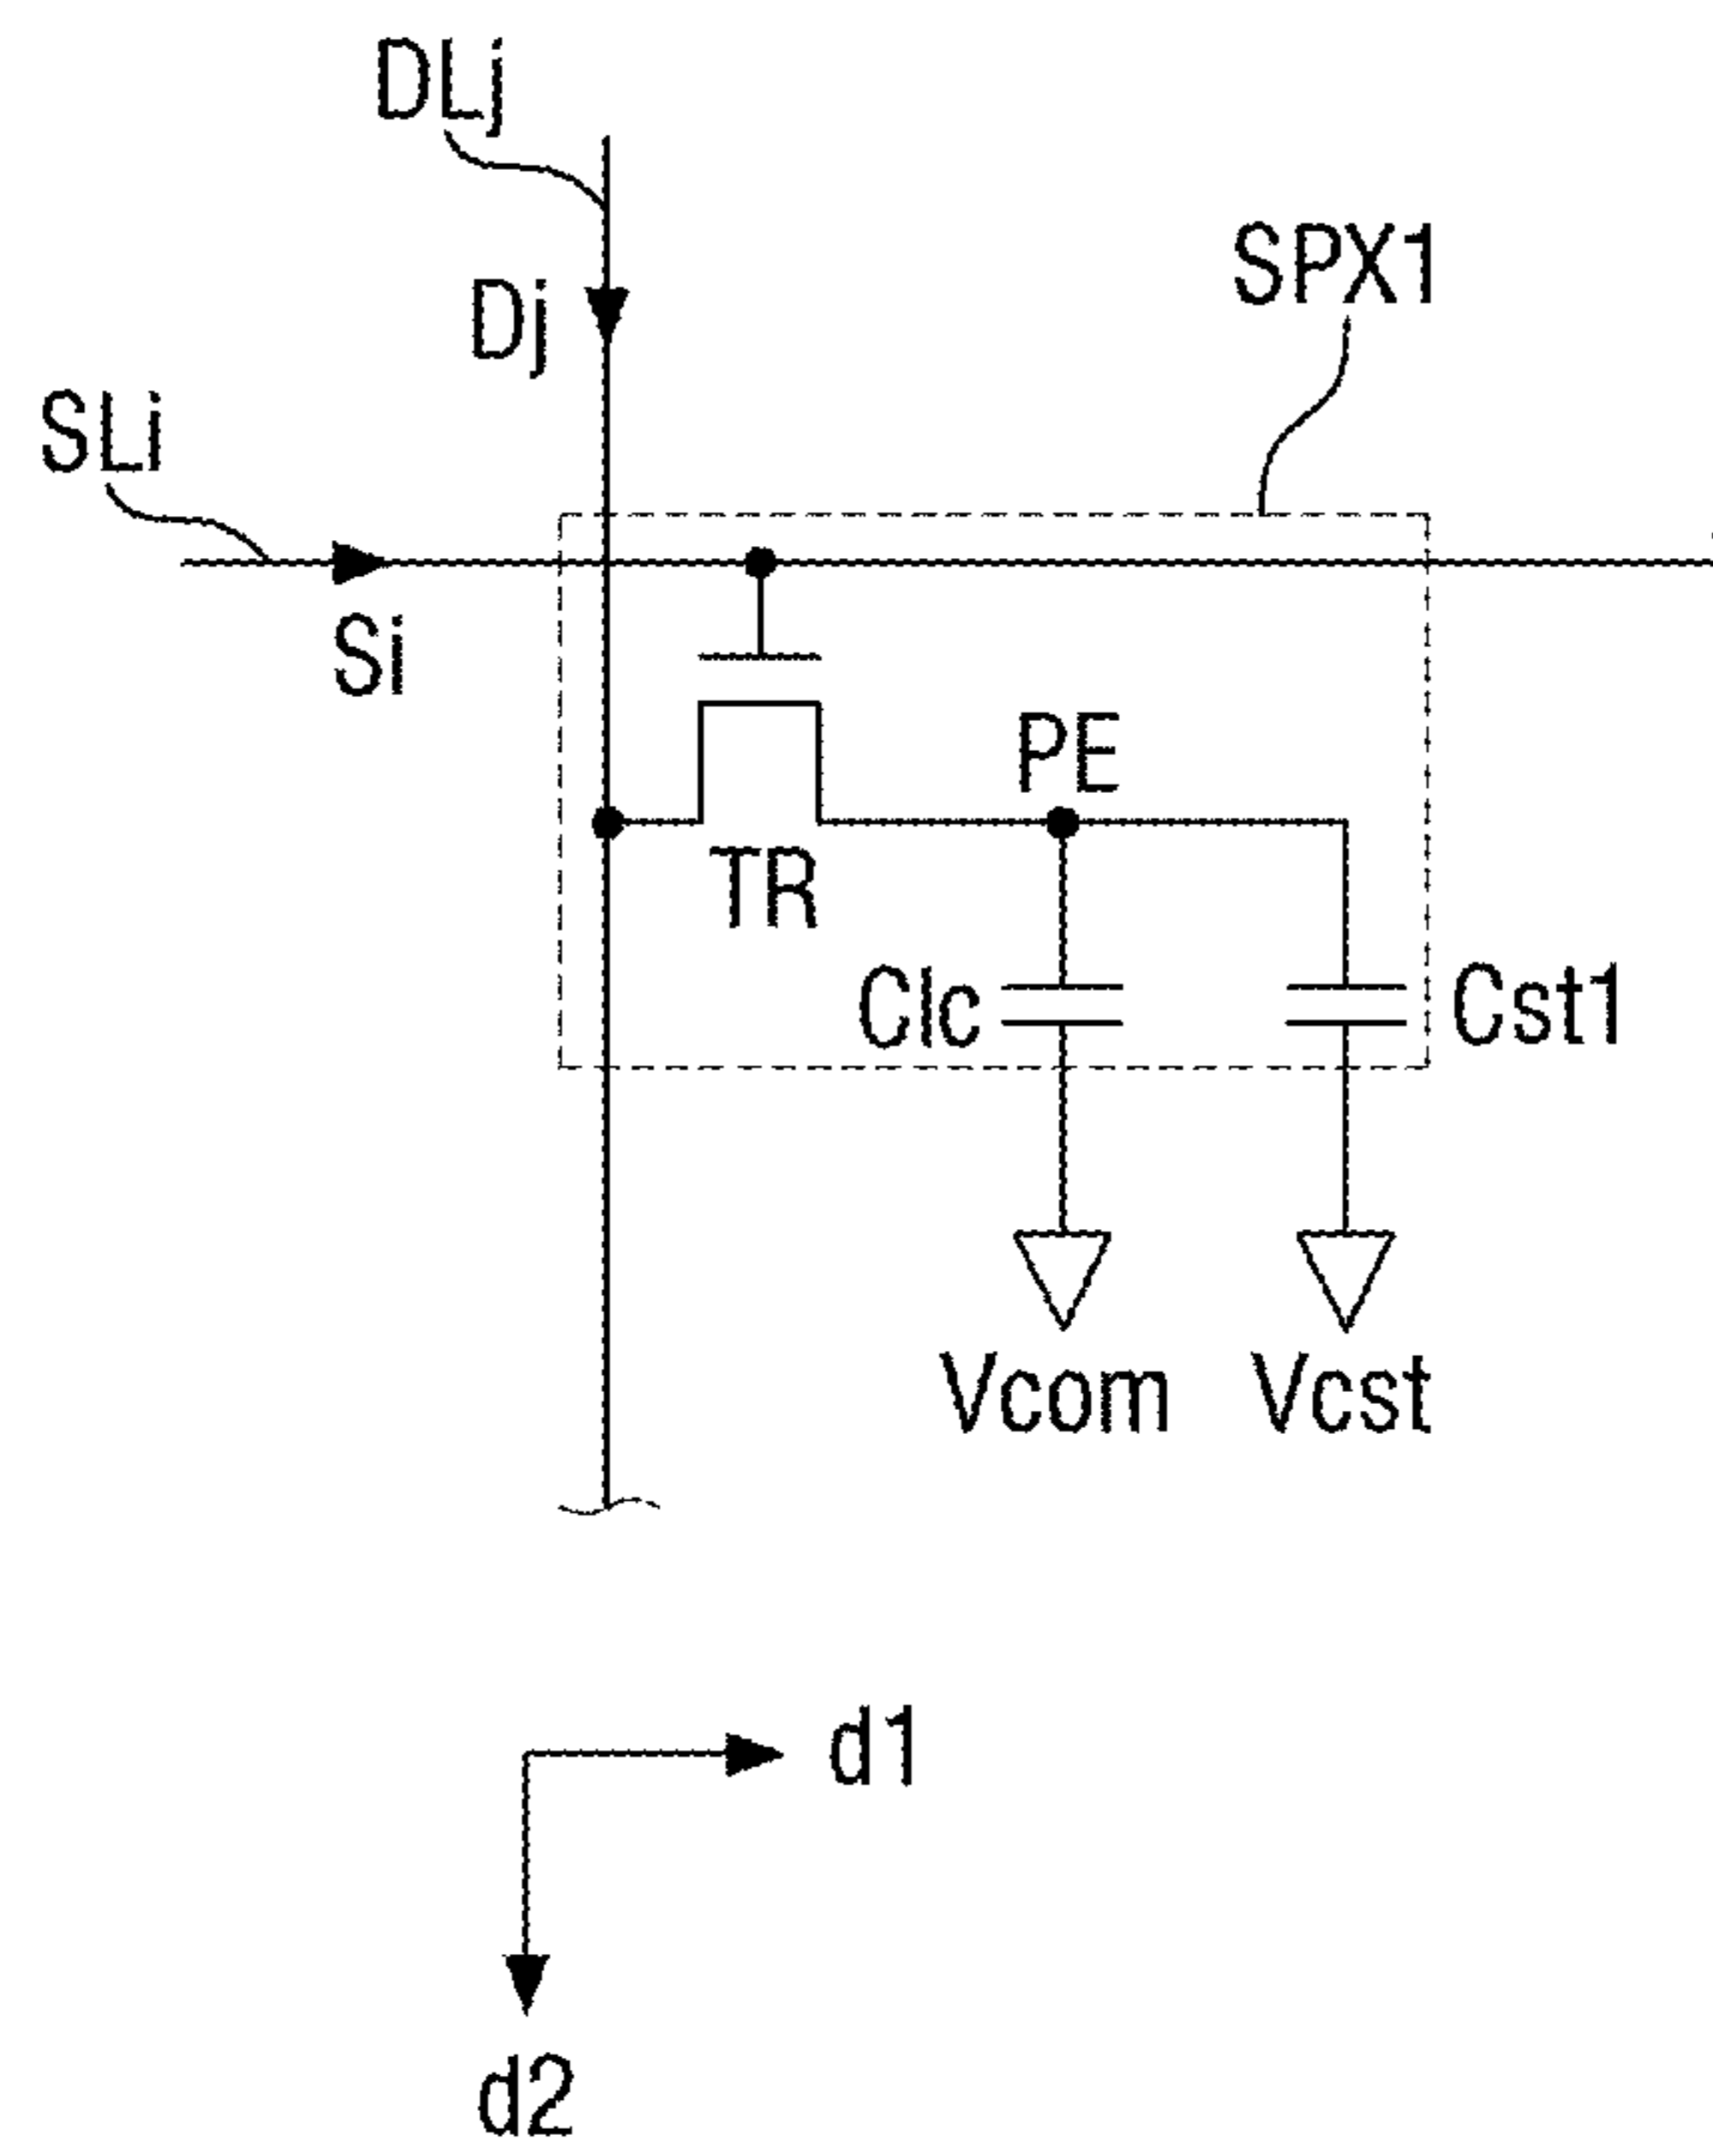 DLj
SPX1
Dj
SLi
Si
PE
TR
Clc
Cst1
Vcom
Vcst
d1
d2